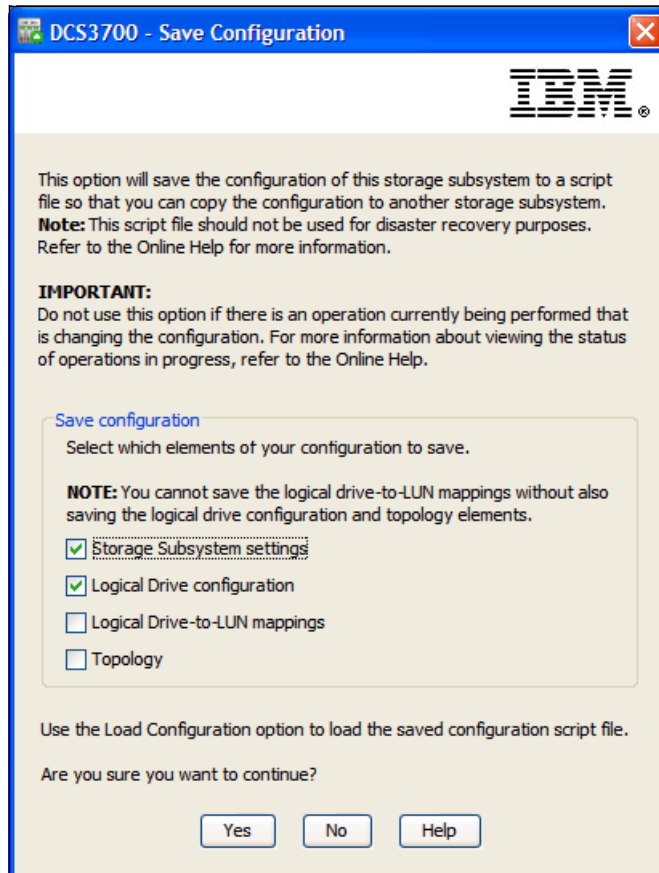 DCS3700 - Save Configuration
IBM®
This option will save the configuration of this storage subsystem to a script
file so that you can copy the configuration to another storage subsystem.
Note: This script file should not be used for disaster recovery purposes.
Refer to the Online Help for more information.
IMPORTANT:
Do not use this option if there is an operation currently being performed that
is changing the configuration. For more information about viewing the status
of operations in progress, refer to the Online Help.
Save configuration
Select which elements of your configuration to save.
NOTE: You cannot save the logical drive-to-LUN mappings without also
saving the logical drive configuration and topology elements.
Storage Subsystem settings
Logical Drive configuration
Logical Drive-to-LUN mappings
Topology
Use the Load Configuration option to load the saved configuration script file.
Are you sure you want to continue?
Yes No Help